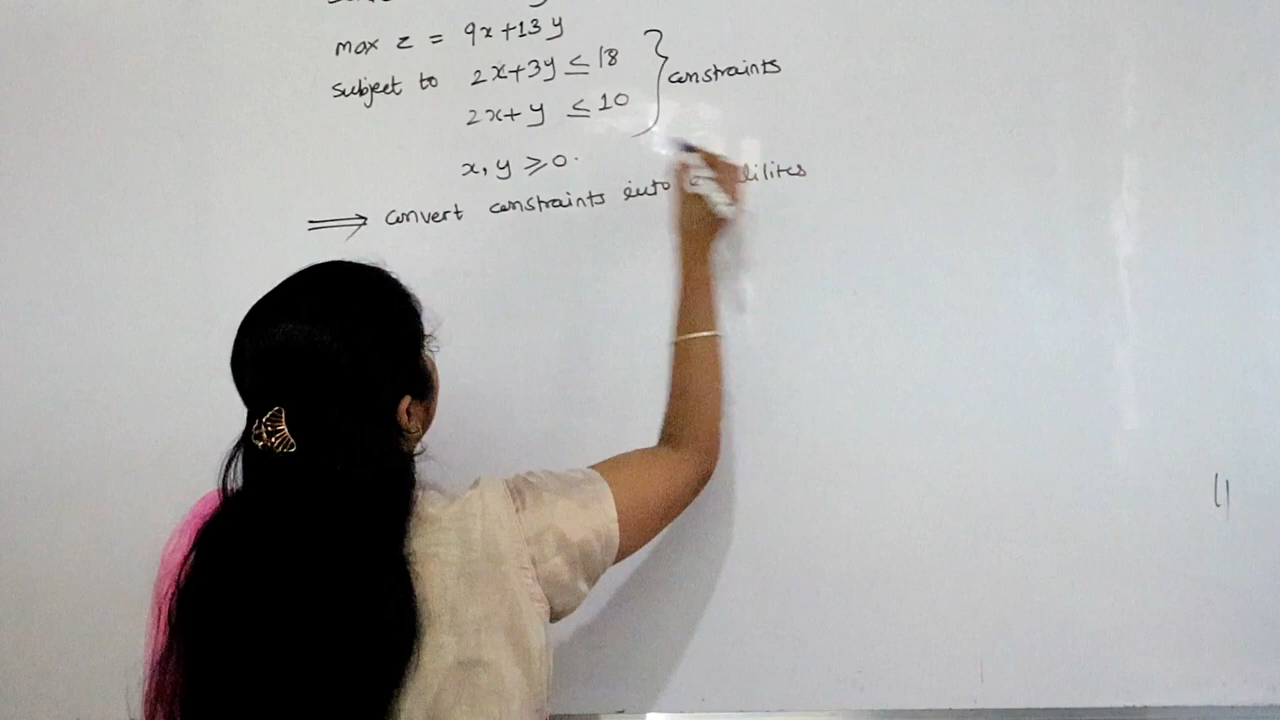 max z = 9x+13y
subject to 2x+3y ≤ 18
2x+y ≤ 10
constraints
x, y ⩾ 0.
⟹ convert constraints into